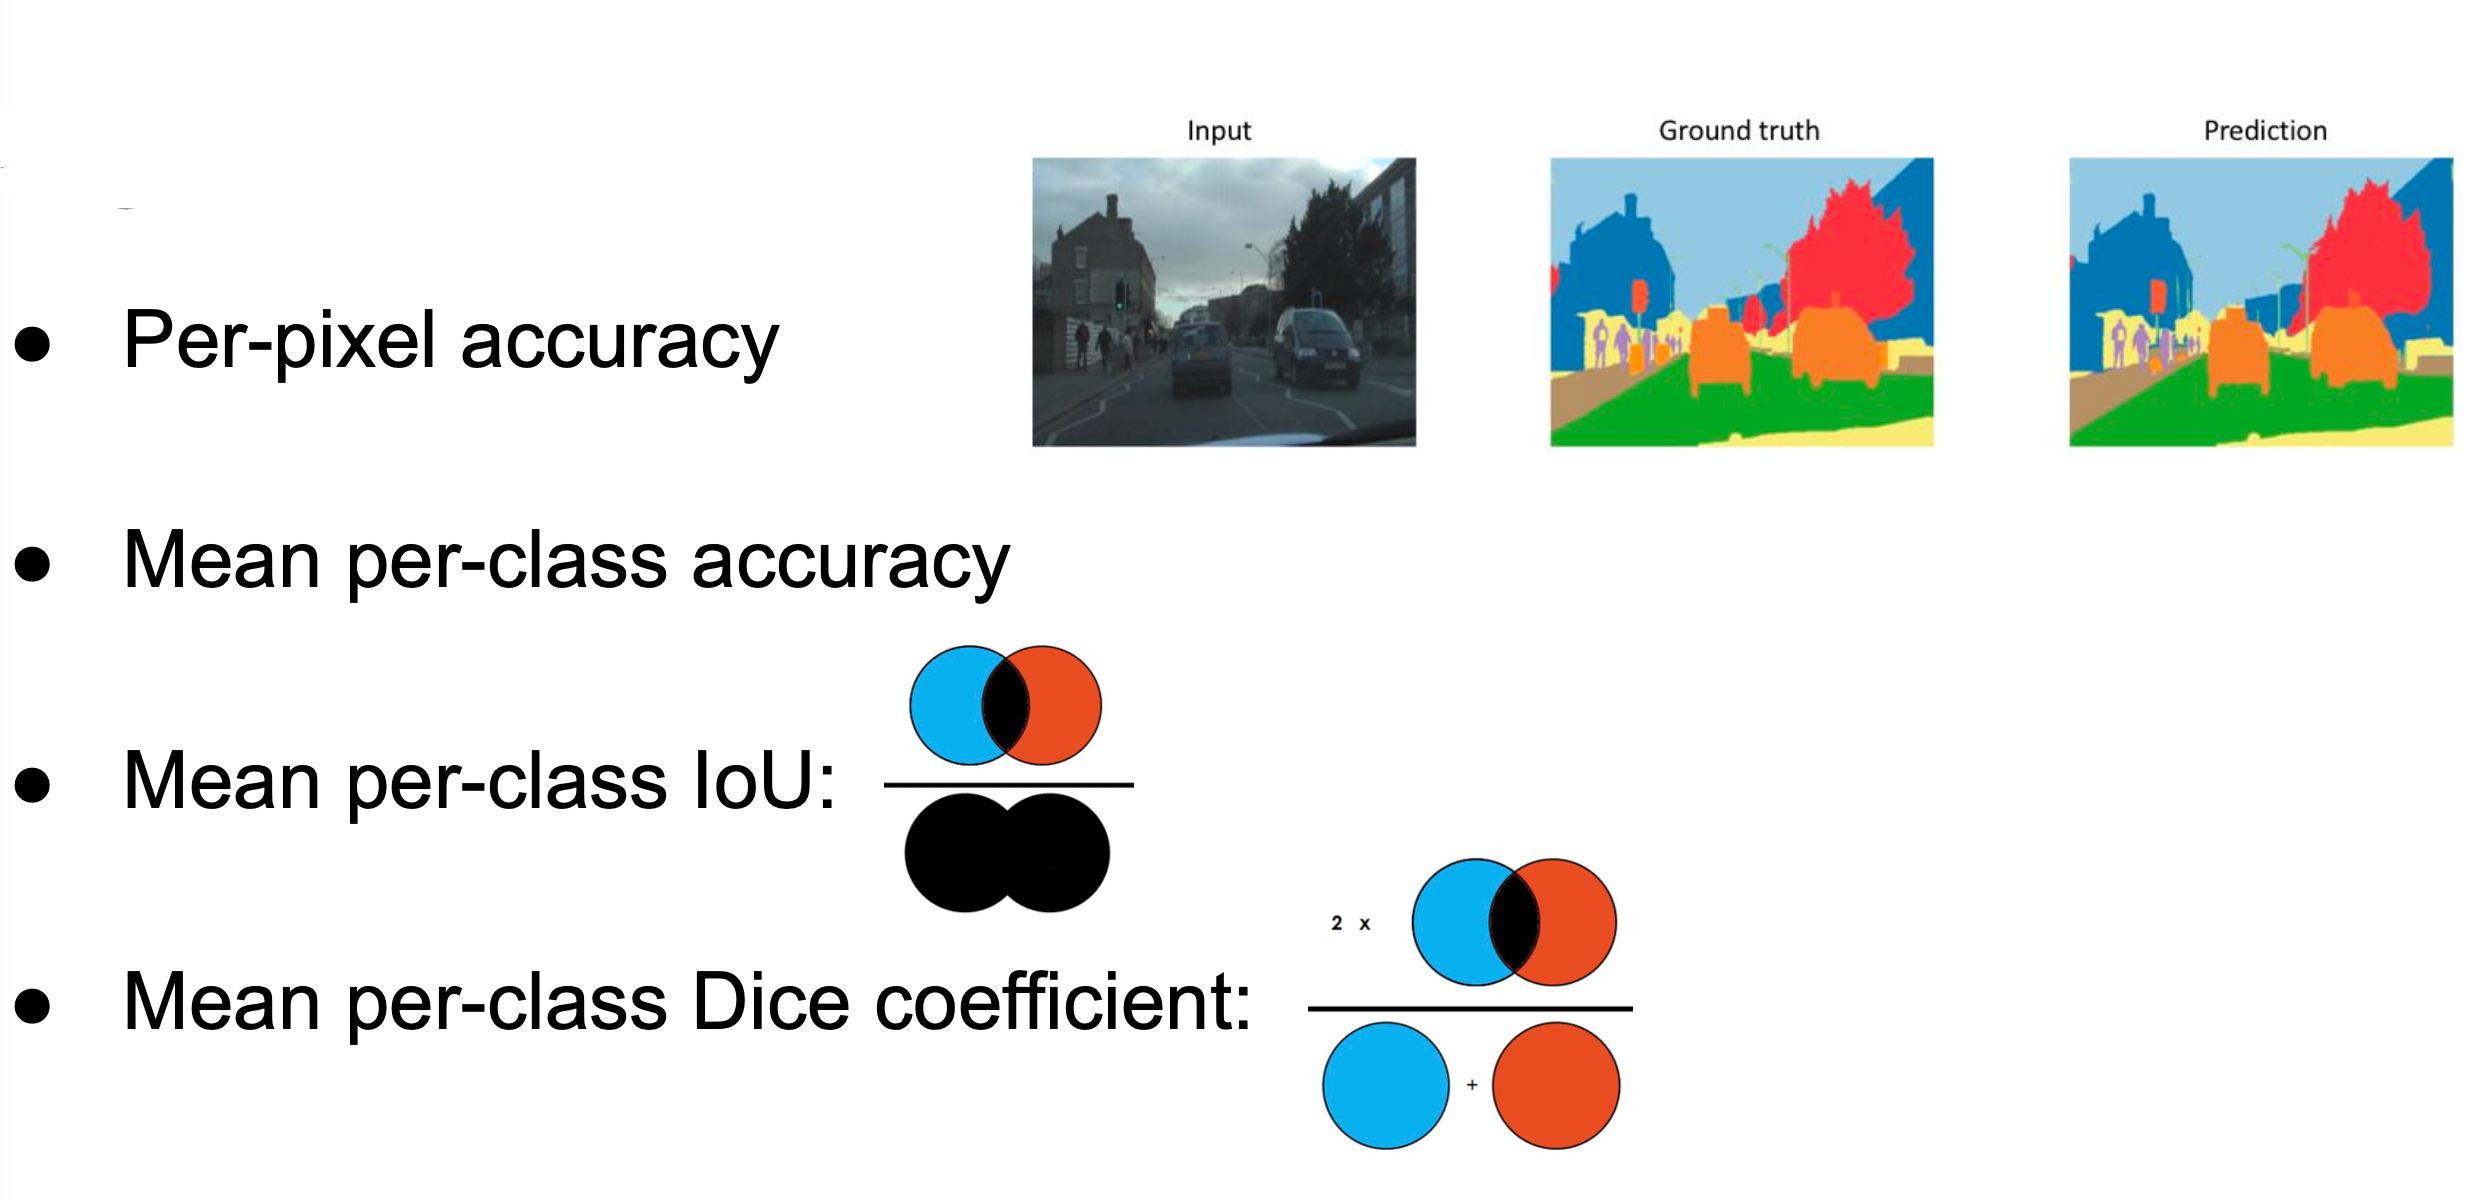 Input Ground truth Prediction
● Per-pixel accuracy
● Mean per-class accuracy
● Mean per-class IoU:
2 x
● Mean per-class Dice coefficient:
+